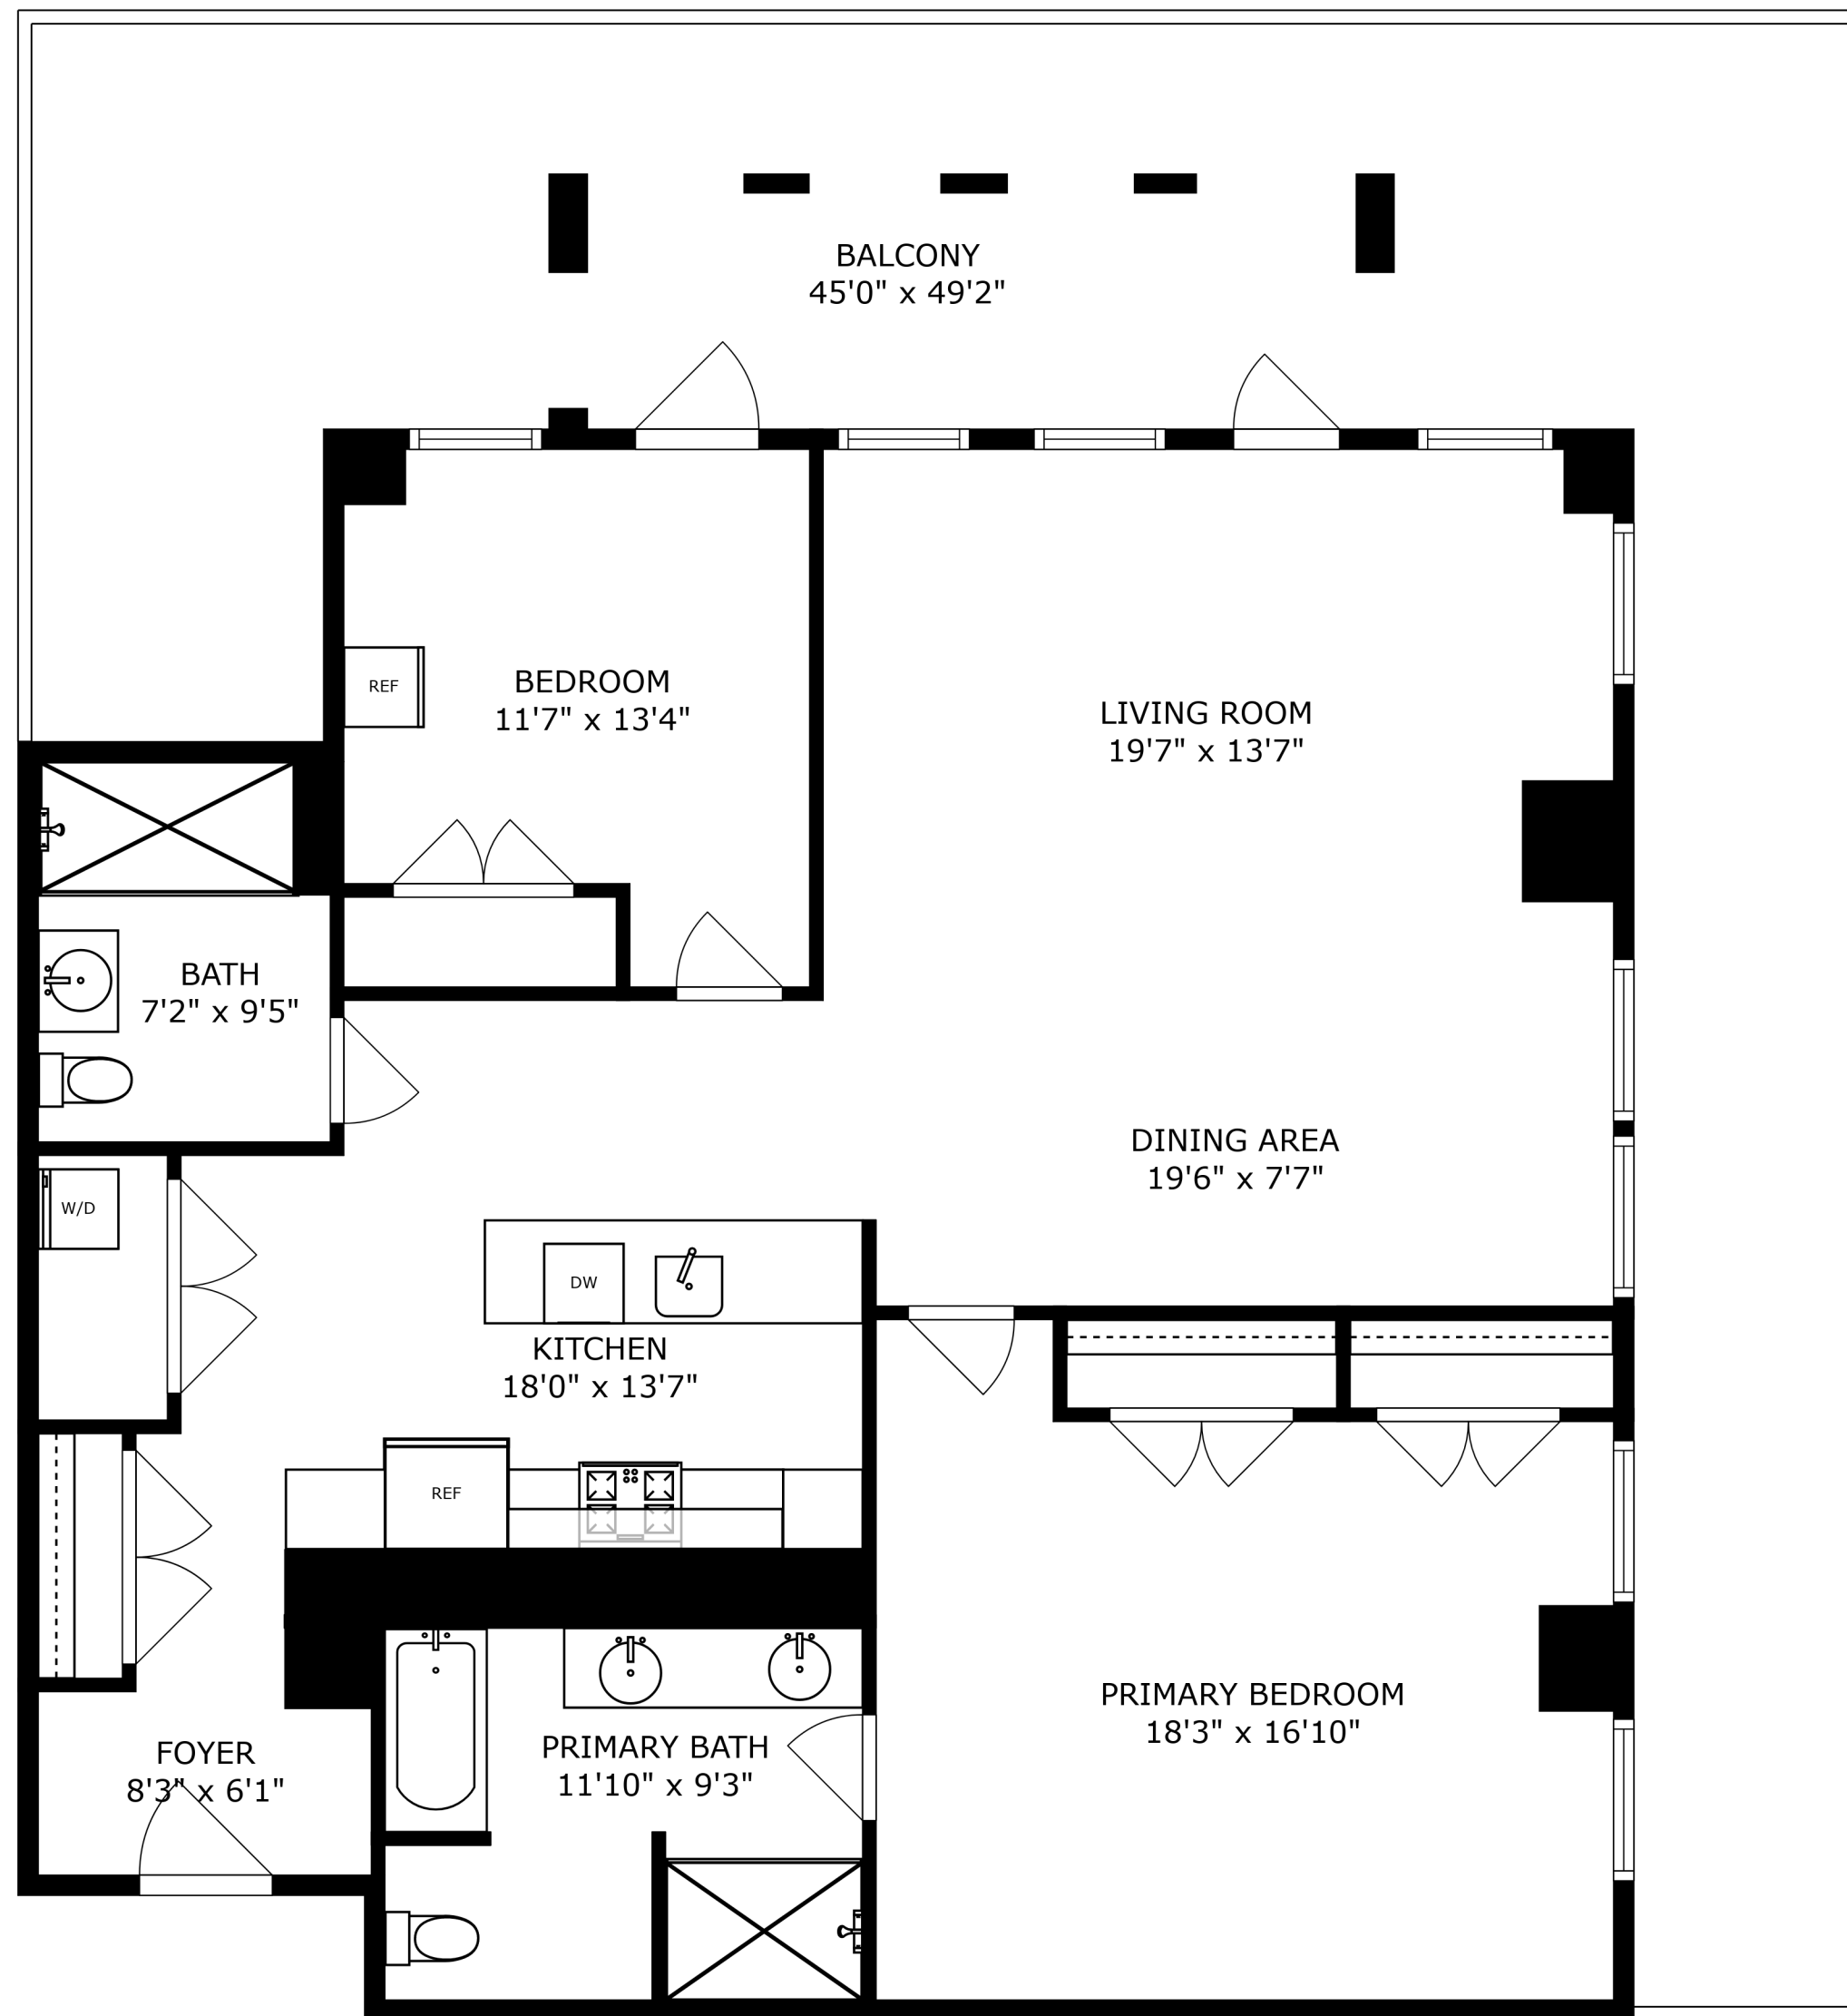 BALCONY
45'0" x 49'2"
REF
BEDROOM
11'7" x 13'4"
LIVING ROOM
19'7" x 13'7"
BATH
7'2" x 9'5"
DINING AREA
19'6" x 7'7"
W/D
DW
KITCHEN
18'0" x 13'7"
REF
PRIMARY BEDROOM
18'3" x 16'10"
PRIMARY BATH
11'10" x 9'3"
FOYER
8'3" x 6'1"